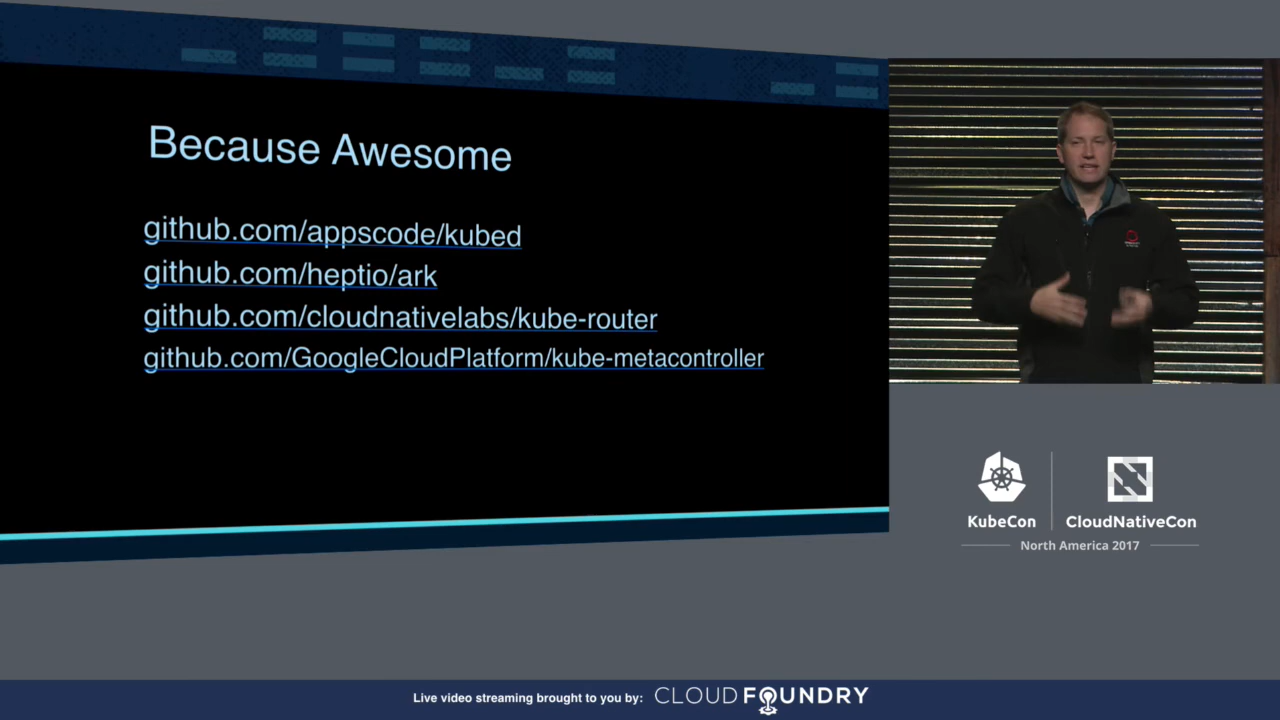 Because Awesome
github.com/appscode/kubed
github.com/heptio/ark
github.com/cloudnativelabs/kube-router
github.com/GoogleCloudPlatform/kube-metacontroller
KubeCon
CloudNativeCon
North America 2017
Live video streaming brought to you by: CLOUD FOUNDRY